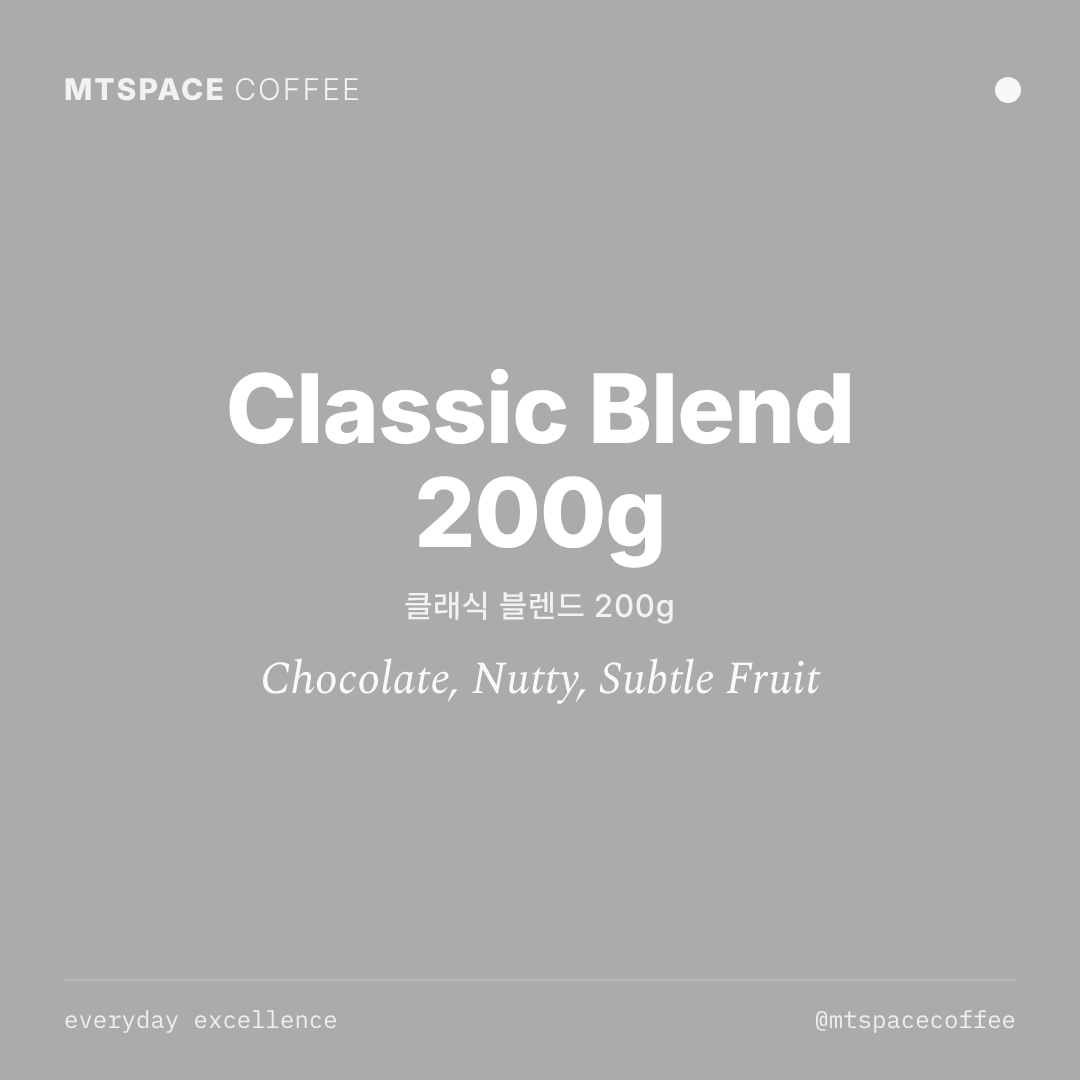 MTSPACE COFFEE
Classic Blend
200g
클래식 블렌드 200g
Chocolate, Nutty, Subtle Fruit
everyday excellence
@mtspacecoffee